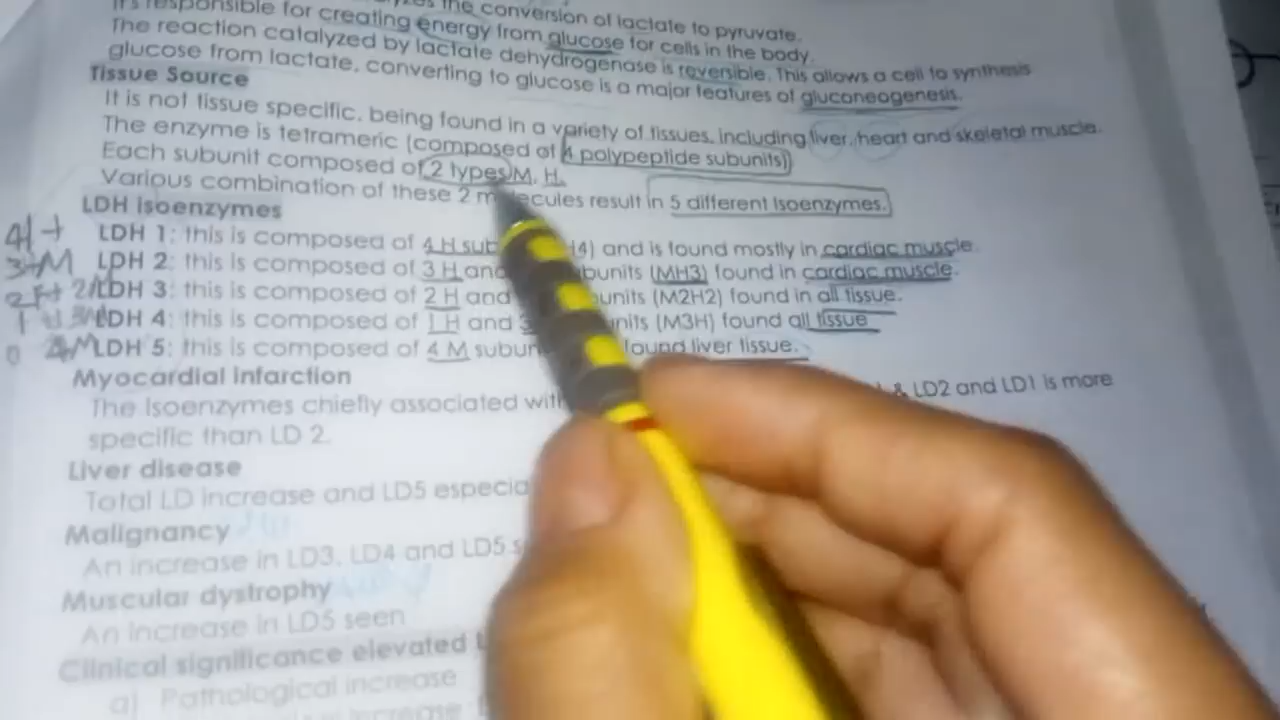 the conversion of lactate to pyruvate.
It's responsible for creating energy from glucose for cells in the body.
The reaction catalyzed by lactate dehydrogenase is reversible. This allows a cell to synthesis
glucose from lactate, converting to glucose is a major features of gluconeogenesis.
Tissue Source
It is not tissue specific, being found in a variety of tissues, including liver, heart and skeletal muscle.
The enzyme is tetrameric (composed of 4 polypeptide subunits)
Each subunit composed of 2 types M, H.
Various combination of these 2 molecules result in 5 different Isoenzymes.
LDH Isoenzymes
4H LDH 1: this is composed of 4 H sub H4) and is found mostly in cardiac muscle.
LDH 2: this is composed of 3 H and bunits (MH3) found in cardiac muscle.
LDH 3: this is composed of 2 H and units (M2H2) found in all tissue.
LDH 4: this is composed of 1 H and 3 nits (M3H) found all tissue
0 4M LDH 5: this is composed of 4 M subun found liver tissue.
Myocardial infarction
The Isoenzymes chiefly associated with & LD2 and LD1 is more
specific than LD 2.
Liver disease
Total LD increase and LD5 especia
Malignancy
An increase in LD3, LD4 and LD5 s
Muscular dystrophy
An increase in LD5 seen
Clinical significance elevated L
a) Pathological increase
increase